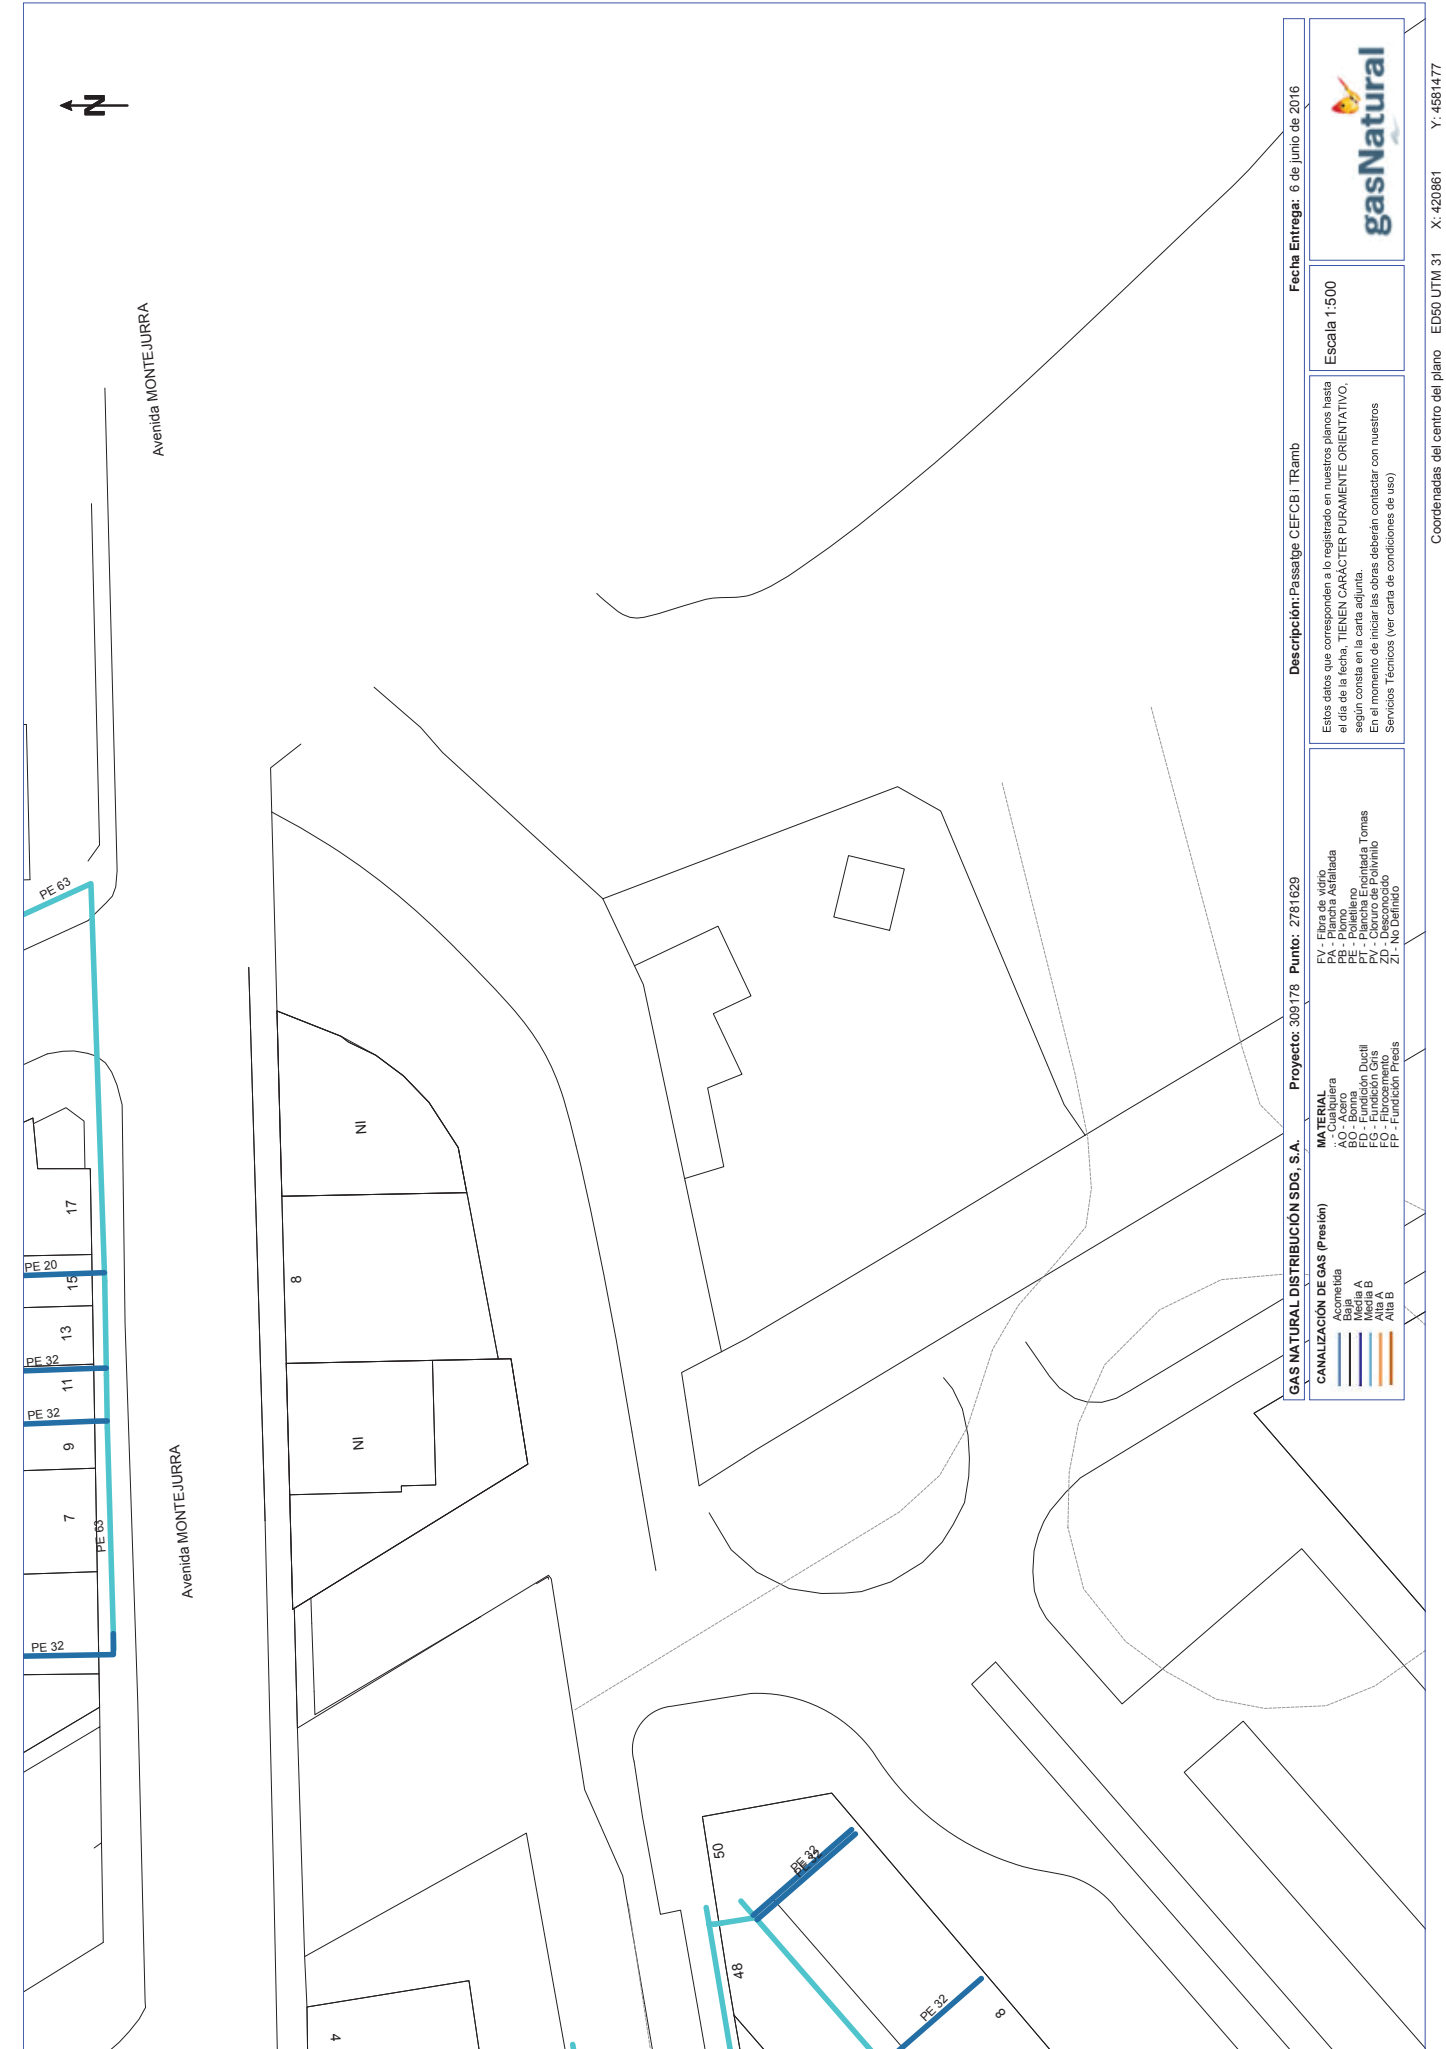 N
Avenida MONTEJURRA
PE 63
17
PE 20
15
13
PE 32
11
PE 32
9
7
PE 63
PE 32
Avenida MONTEJURRA
NI
8
NI
4
50
48
PE 32
PE 32
PE 32
8
GAS NATURAL DISTRIBUCIÓN SDG, S.A. Proyecto: 309178 Punto: 2781629 Descripción: Passatge CEFCB i TRamb Fecha Entrega: 6 de junio de 2016
CANALIZACIÓN DE GAS (Presión)
Acometida
Baja
Media A
Media B
Alta A
Alta B
MATERIAL
.. - Cualquiera
AO - Acero
BO - Bonna
FD - Fundición Ductil
FG - Fundición Gris
FO - Fibrocemento
FP - Fundición Precis
FV - Fibra de vidrio
PA - Plancha Asfaltada
PB - Plomo
PE - Polietileno
PT - Plancha Encintada Tomas
PV - Cloruro de Polivinilo
ZD - Desconocido
ZI - No Definido
Estos datos que corresponden a lo registrado en nuestros planos hasta
el día de la fecha, TIENEN CARÁCTER PURAMENTE ORIENTATIVO,
según consta en la carta adjunta.
En el momento de iniciar las obras deberán contactar con nuestros
Servicios Técnicos (ver carta de condiciones de uso)
Escala 1:500
gasNatural
Coordenadas del centro del plano ED50 UTM 31 X: 420861 Y: 4581477